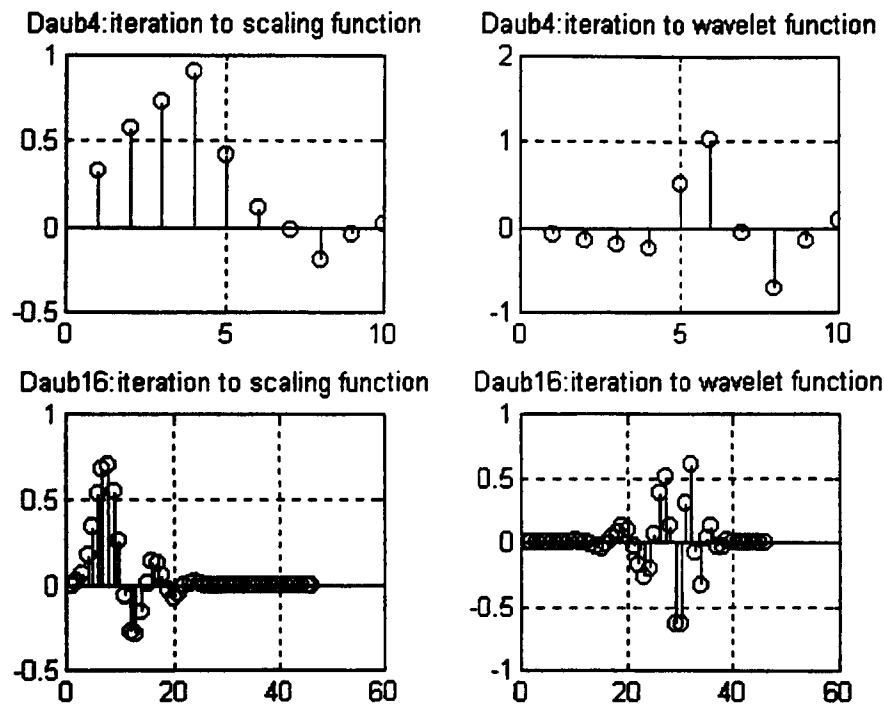 Daub4:iteration to scaling function
1
0.5
0
-0.5
0 5 10
Daub4:iteration to wavelet function
2
1
0
-1
0 5 10
Daub16:iteration to scaling function
1
0.5
0
-0.5
0 20 40 60
Daub16:iteration to wavelet function
1
0.5
0
-0.5
-1
0 20 40 60